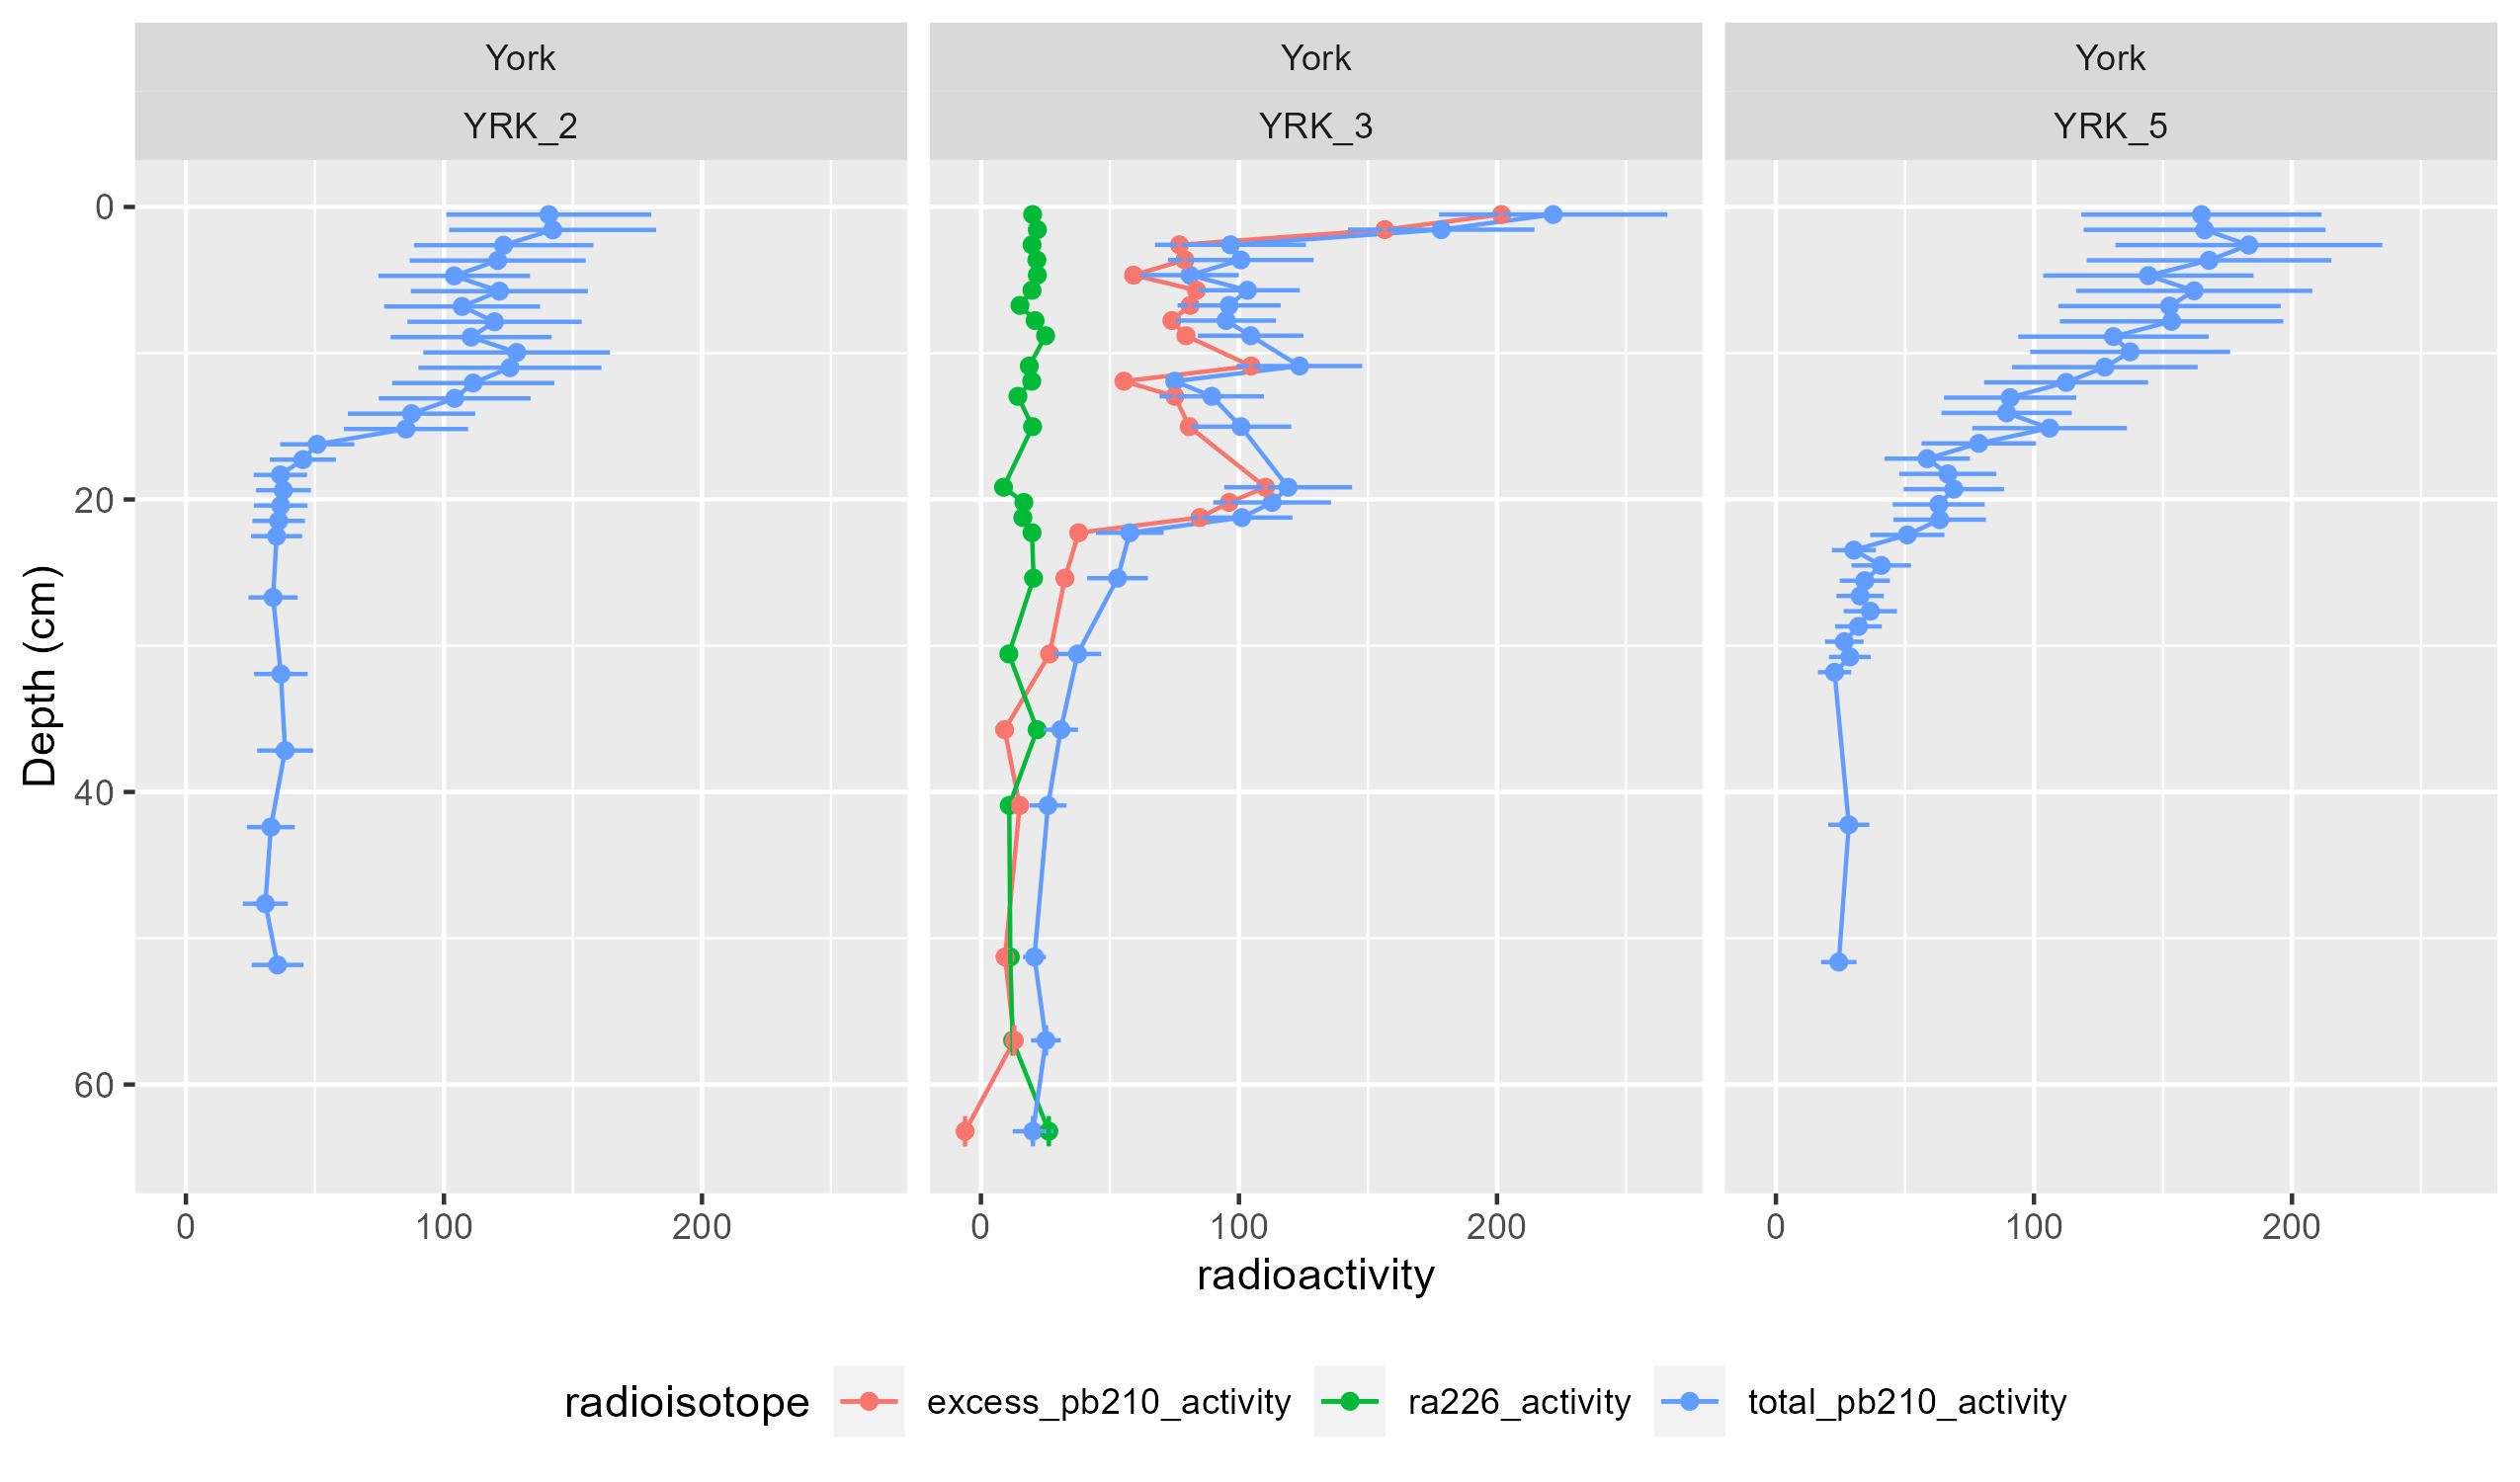 York York York
YRK_2 YRK_3 YRK_5
0
20
40
60
Depth (cm)
0 100 200 0 100 200 0 100 200
radioactivity
radioisotope excess_pb210_activity ra226_activity total_pb210_activity